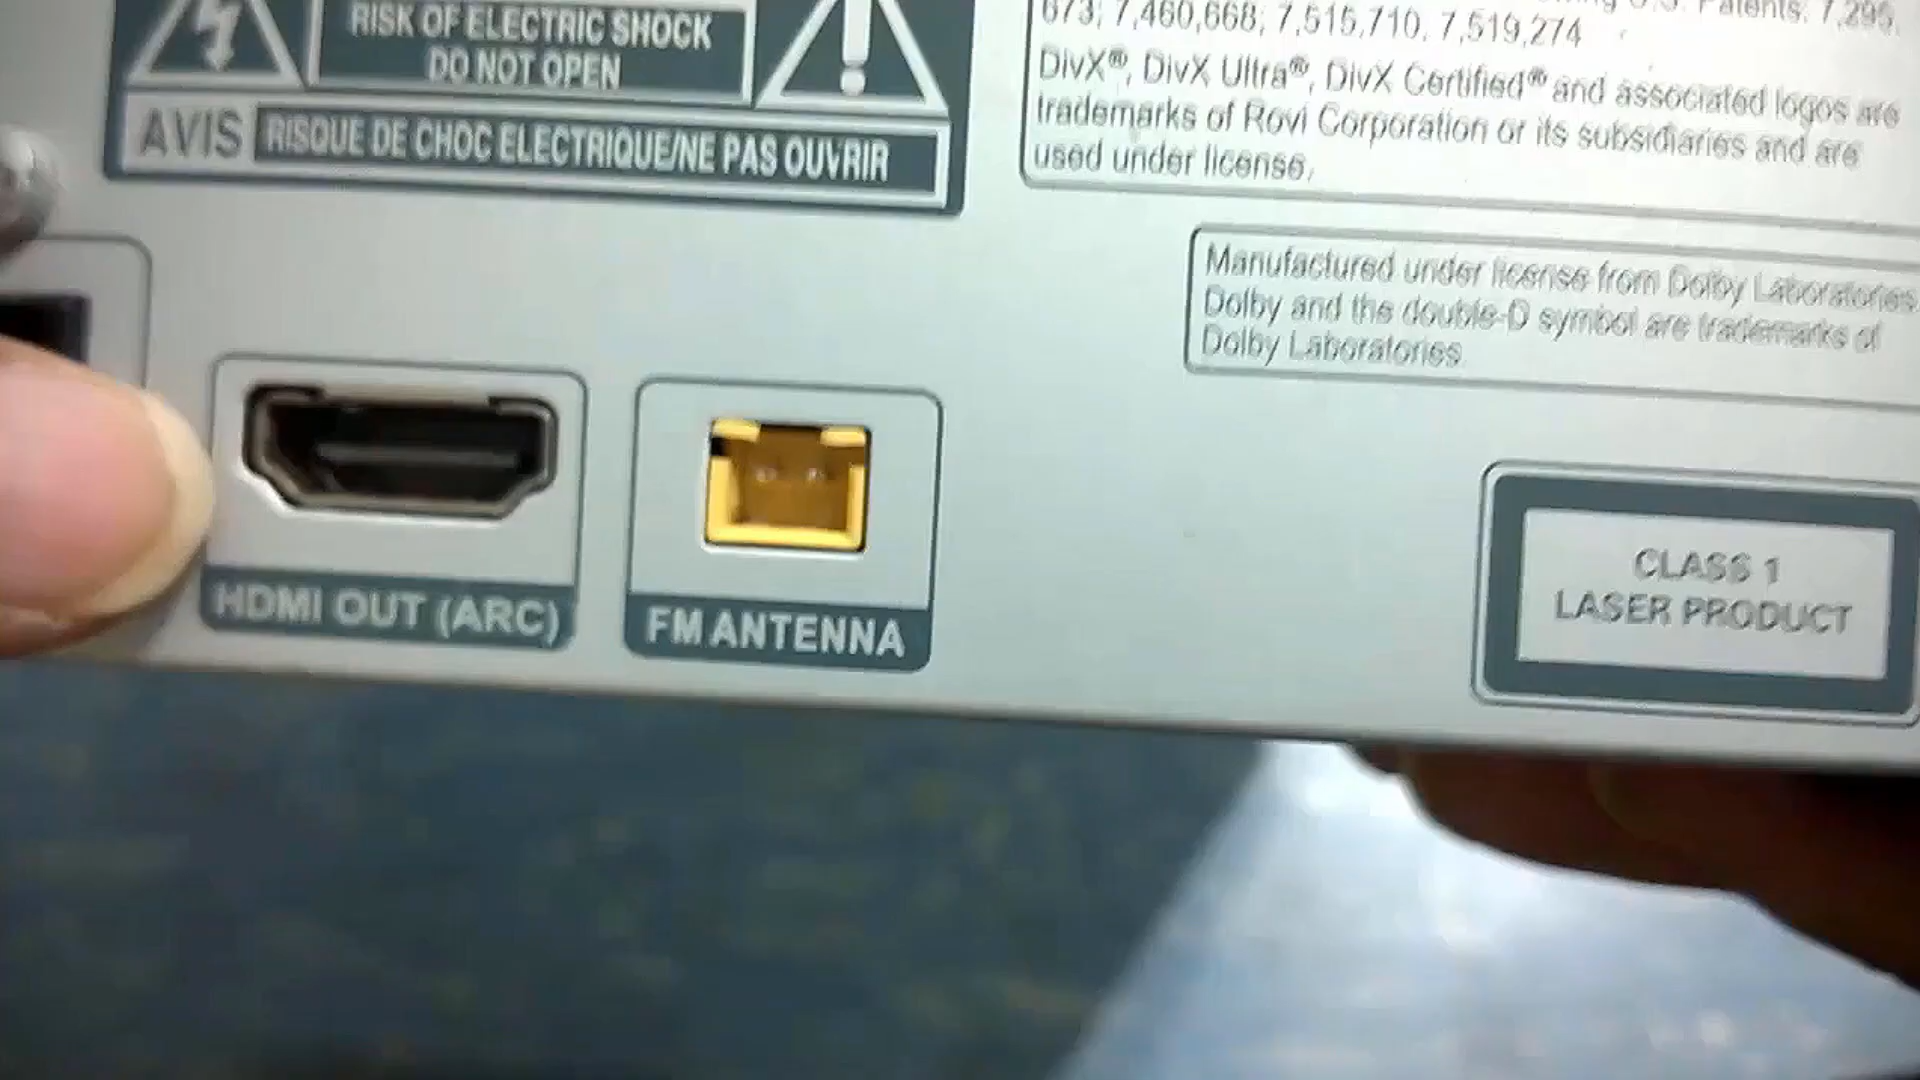 RISK OF ELECTRIC SHOCK
DO NOT OPEN
AVIS RISQUE DE CHOC ELECTRIQUE/NE PAS OUVRIR
Patents: 7,295,
673; 7,460,668; 7,515,710; 7,519,274
DivX®, DivX Ultra®, DivX Certified® and associated logos are
trademarks of Rovi Corporation or its subsidiaries and are
used under license.
Manufactured under license from Dolby Laboratories.
Dolby and the double-D symbol are trademarks of
Dolby Laboratories.
HDMI OUT (ARC)
FM ANTENNA
CLASS 1
LASER PRODUCT